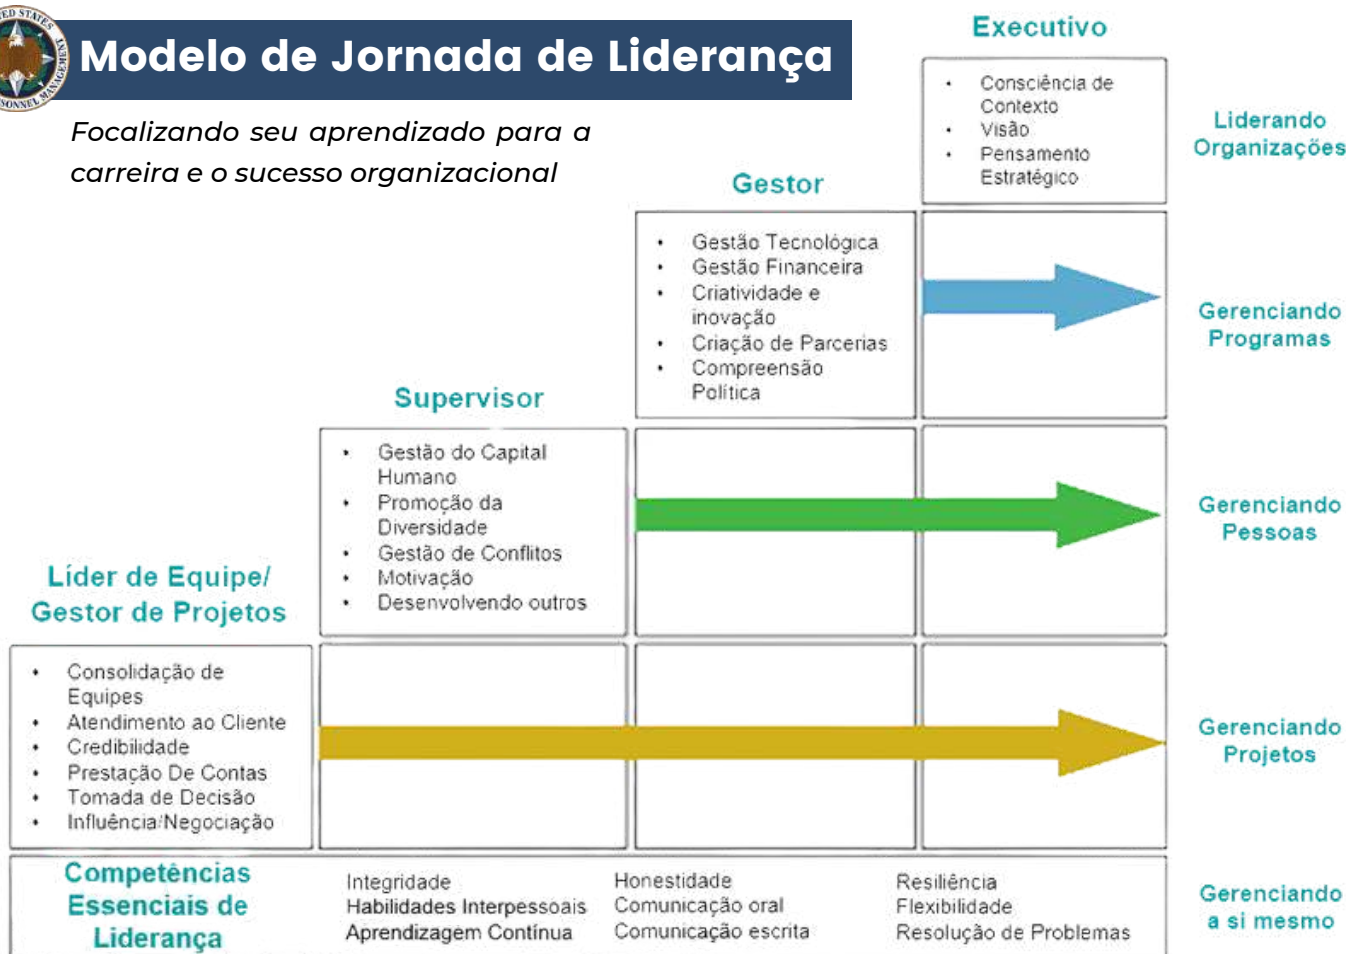 UNITED STATES
PERSONNEL MANAGEMENT
Modelo de Jornada de Liderança
Focalizando seu aprendizado para a
carreira e o sucesso organizacional
Executivo
• Consciência de
Contexto
• Visão
• Pensamento
Estratégico
Liderando
Organizações
Gestor
• Gestão Tecnológica
• Gestão Financeira
• Criatividade e
inovação
• Criação de Parcerias
• Compreensão
Política
Gerenciando
Programas
Supervisor
• Gestão do Capital
Humano
• Promoção da
Diversidade
• Gestão de Conflitos
• Motivação
• Desenvolvendo outros
Gerenciando
Pessoas
Líder de Equipe/
Gestor de Projetos
• Consolidação de
Equipes
• Atendimento ao Cliente
• Credibilidade
• Prestação De Contas
• Tomada de Decisão
• Influência/Negociação
Gerenciando
Projetos
Competências
Essenciais de
Liderança
Integridade
Habilidades Interpessoais
Aprendizagem Contínua
Honestidade
Comunicação oral
Comunicação escrita
Resiliência
Flexibilidade
Resolução de Problemas
Gerenciando
a si mesmo